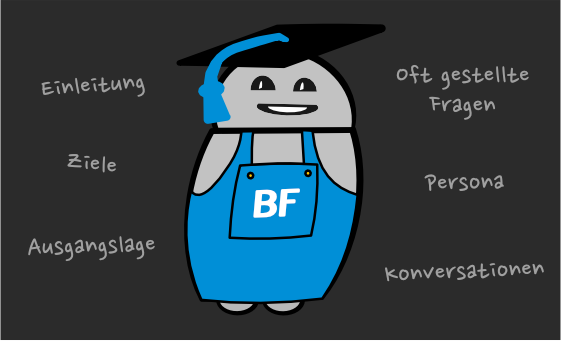 Einleitung
Ziele
Ausgangslage
BF
Oft gestellte
Fragen
Persona
Konversationen